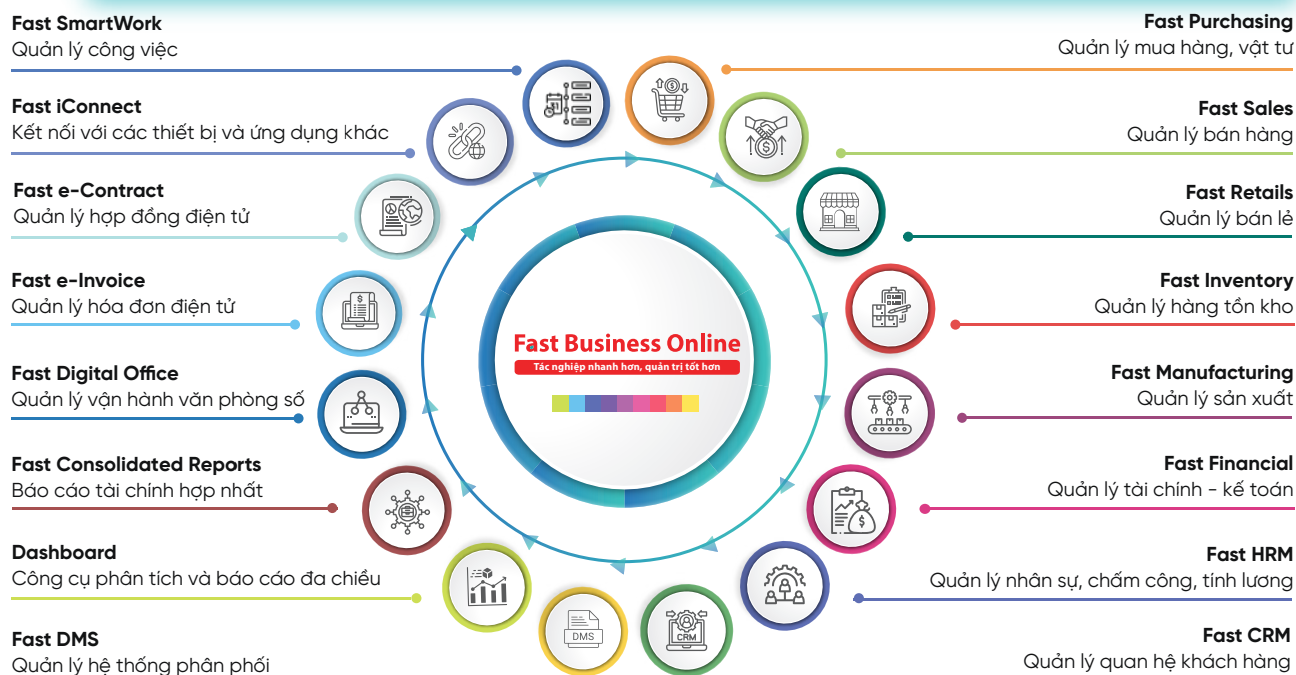 Fast SmartWork
Quản lý công việc
Fast iConnect
Kết nối với các thiết bị và ứng dụng khác
Fast e-Contract
Quản lý hợp đồng điện tử
Fast e-Invoice
Quản lý hóa đơn điện tử
Fast Digital Office
Quản lý vận hành văn phòng số
Fast Consolidated Reports
Báo cáo tài chính hợp nhất
Dashboard
Công cụ phân tích và báo cáo đa chiều
Fast DMS
Quản lý hệ thống phân phối
Fast Business Online
Tác nghiệp nhanh hơn, quản trị tốt hơn
DMS
CRM
Fast Purchasing
Quản lý mua hàng, vật tư
Fast Sales
Quản lý bán hàng
Fast Retails
Quản lý bán lẻ
Fast Inventory
Quản lý hàng tồn kho
Fast Manufacturing
Quản lý sản xuất
Fast Financial
Quản lý tài chính - kế toán
Fast HRM
Quản lý nhân sự, chấm công, tính lương
Fast CRM
Quản lý quan hệ khách hàng